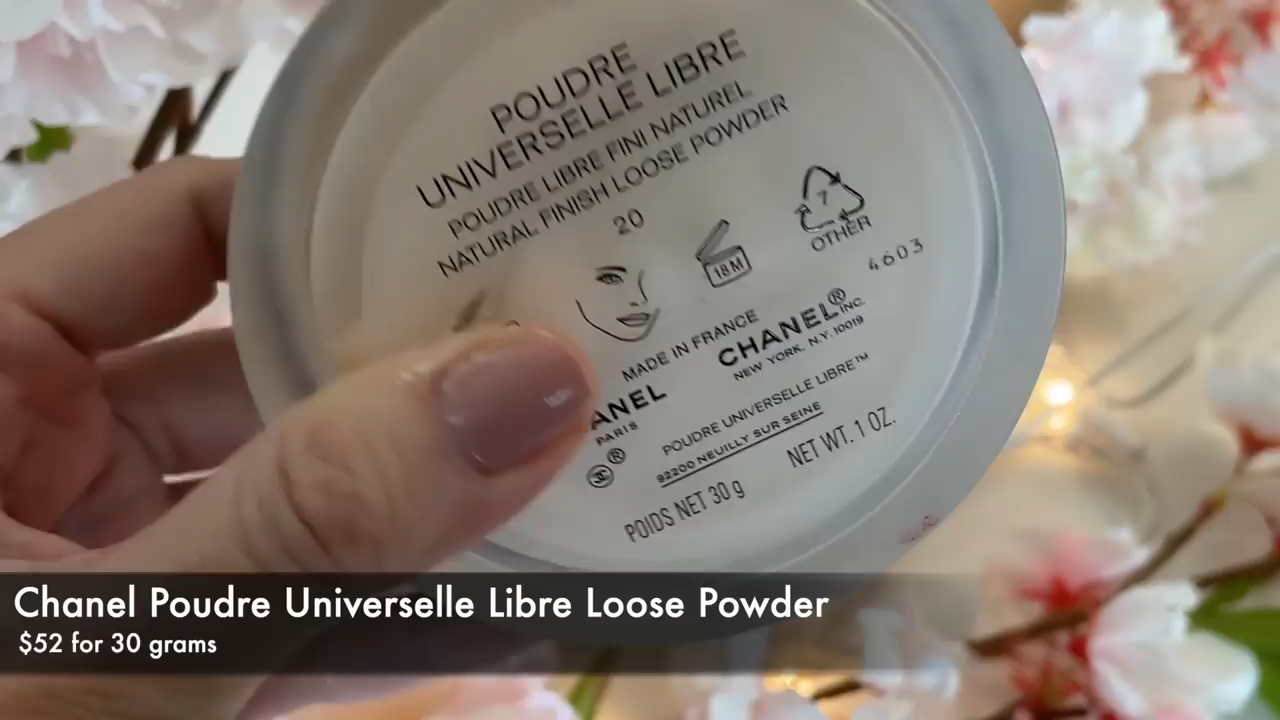 POUDRE
UNIVERSELLE LIBRE
POUDRE LIBRE FINI NATUREL
NATURAL FINISH LOOSE POWDER
20
18M
7
OTHER
4603
MADE IN FRANCE
CHANEL®
INC.
NEW YORK, N.Y. 10019
ANEL
PARIS
®
POUDRE UNIVERSELLE LIBRE™
92200 NEUILLY SUR SEINE
POIDS NET 30 g
NET WT. 1 OZ.
Chanel Poudre Universelle Libre Loose Powder
$52 for 30 grams